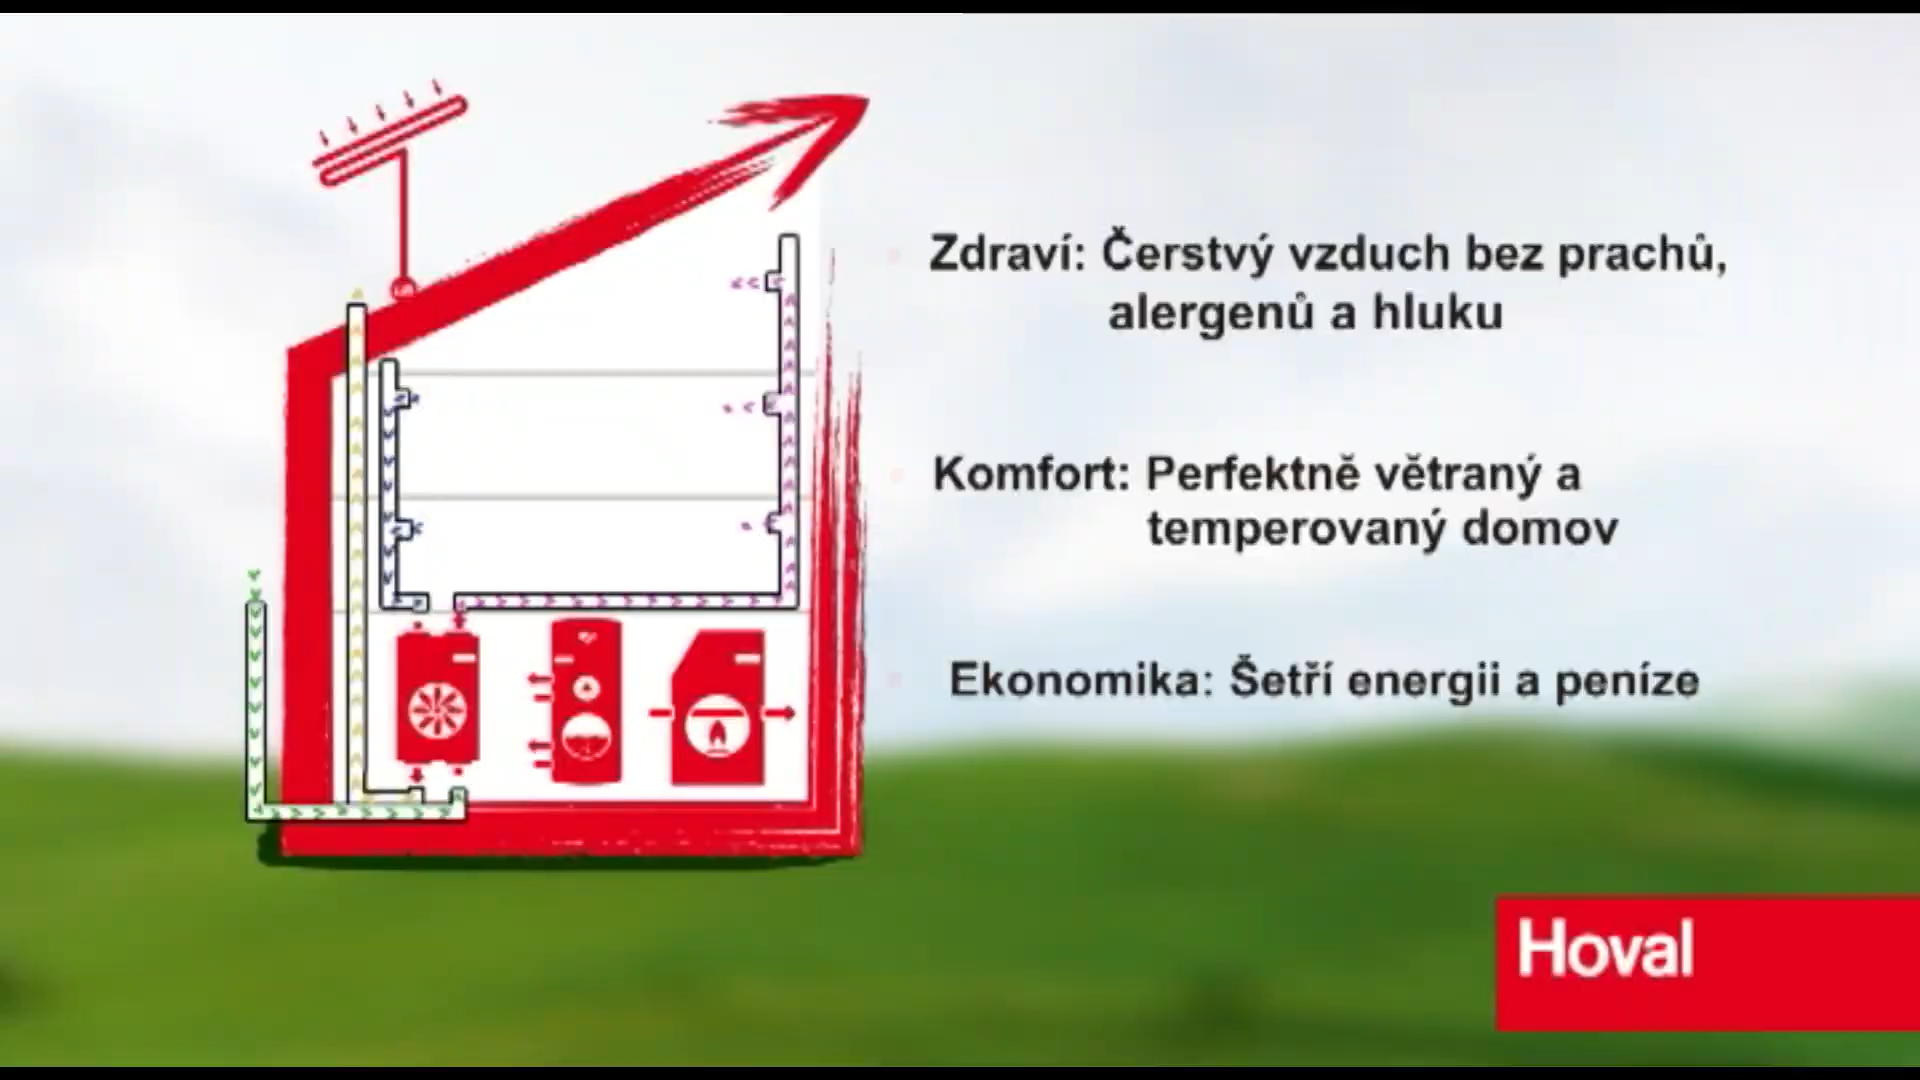 Zdraví: Čerstvý vzduch bez prachů,
alergenů a hluku
Komfort: Perfektně větraný a
temperovaný domov
Ekonomika: Šetří energii a peníze
Hoval